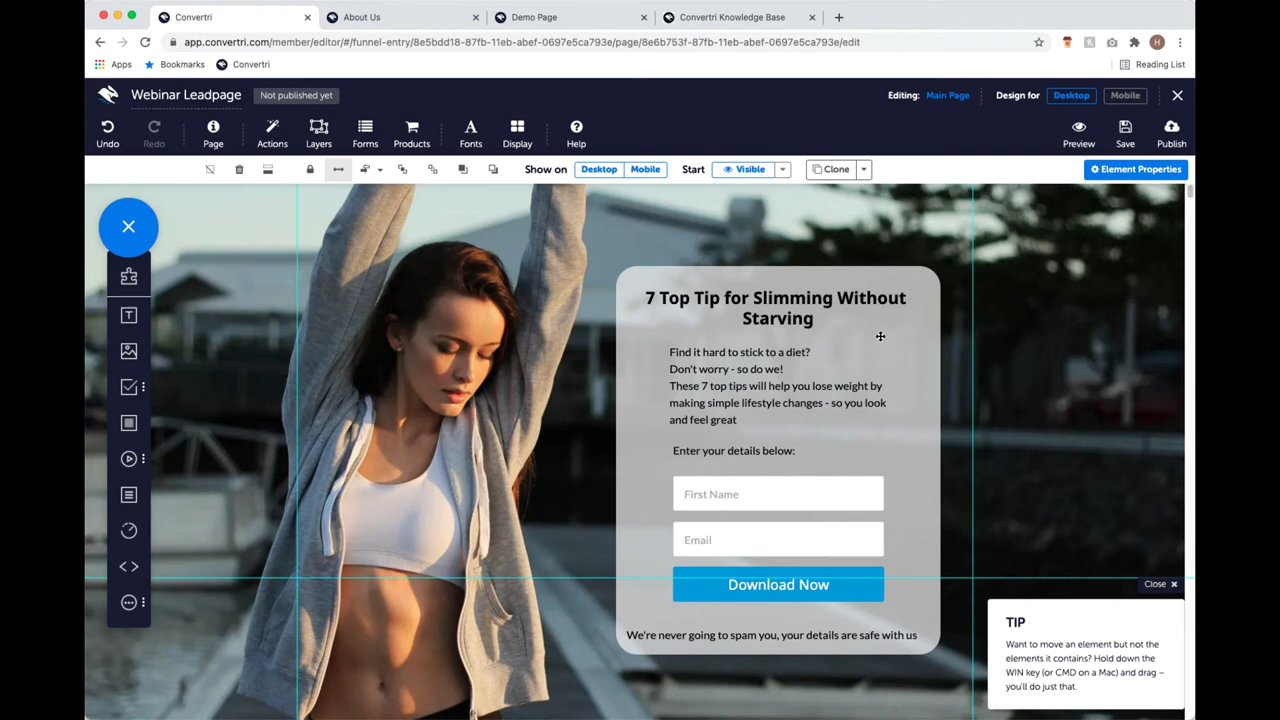 Convertri
About Us
Demo Page
Convertri Knowledge Base
app.convertri.com/member/editor/#/funnel-entry/8e5bdd18-87fb-11eb-abef-0697e5ca793e/page/8e6b753f-87fb-11eb-abef-0697e5ca793e/edit
H
Apps
Bookmarks
Convertri
Reading List
Webinar Leadpage
Not published yet
Editing: Main Page
Design for
Desktop
Mobile
Undo
Redo
Page
Actions
Layers
Forms
Products
Fonts
Display
Help
Preview
Save
Publish
Show on
Desktop
Mobile
Start
Visible
Clone
Element Properties
7 Top Tip for Slimming Without
Starving
Find it hard to stick to a diet?
Don't worry - so do we!
These 7 top tips will help you lose weight by
making simple lifestyle changes - so you look
and feel great
Enter your details below:
First Name
Email
Download Now
We're never going to spam you, your details are safe with us
Close
TIP
Want to move an element but not the
elements it contains? Hold down the
WIN key (or CMD on a Mac) and drag –
you'll do just that.